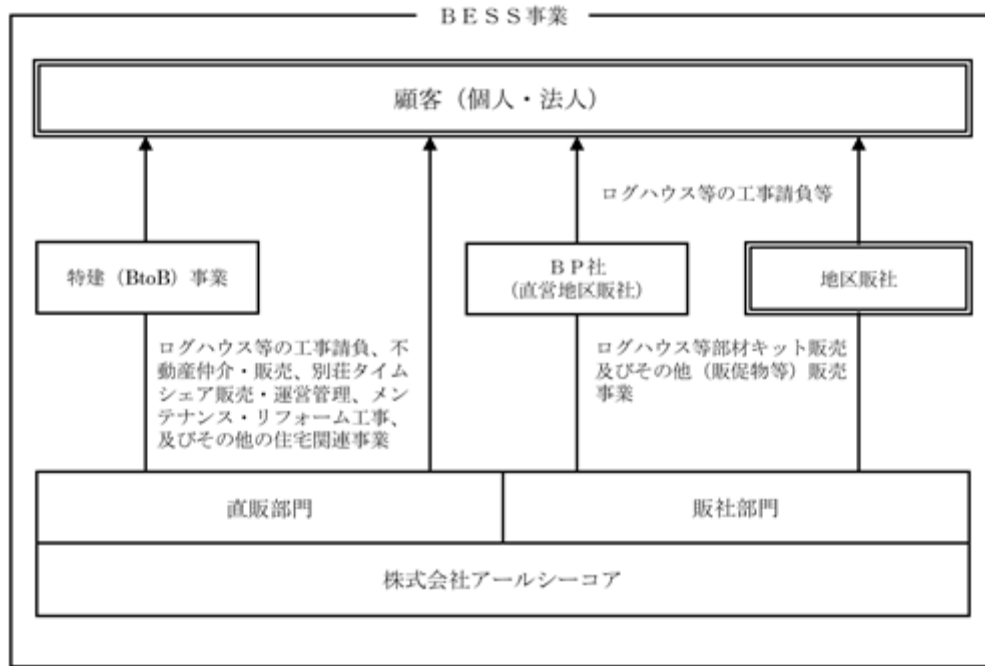 BESS事業
顧客（個人・法人）
ログハウス等の工事請負等
特建（BtoB）事業
BP社
（直営地区販社）
地区販社
ログハウス等の工事請負、不
動産仲介・販売、別荘タイム
シェア販売・運営管理、メン
テナンス・リフォーム工事、
及びその他の住宅関連事業
ログハウス等部材キット販売
及びその他（販促物等）販売
事業
直販部門
販社部門
株式会社アールシーコア